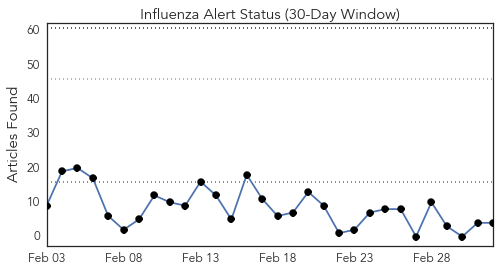 Influenza Alert Status (30-Day Window)
Articles Found
60
50
40
30
20
10
0
Feb 03
Feb 08
Feb 13
Feb 18
Feb 23
Feb 28